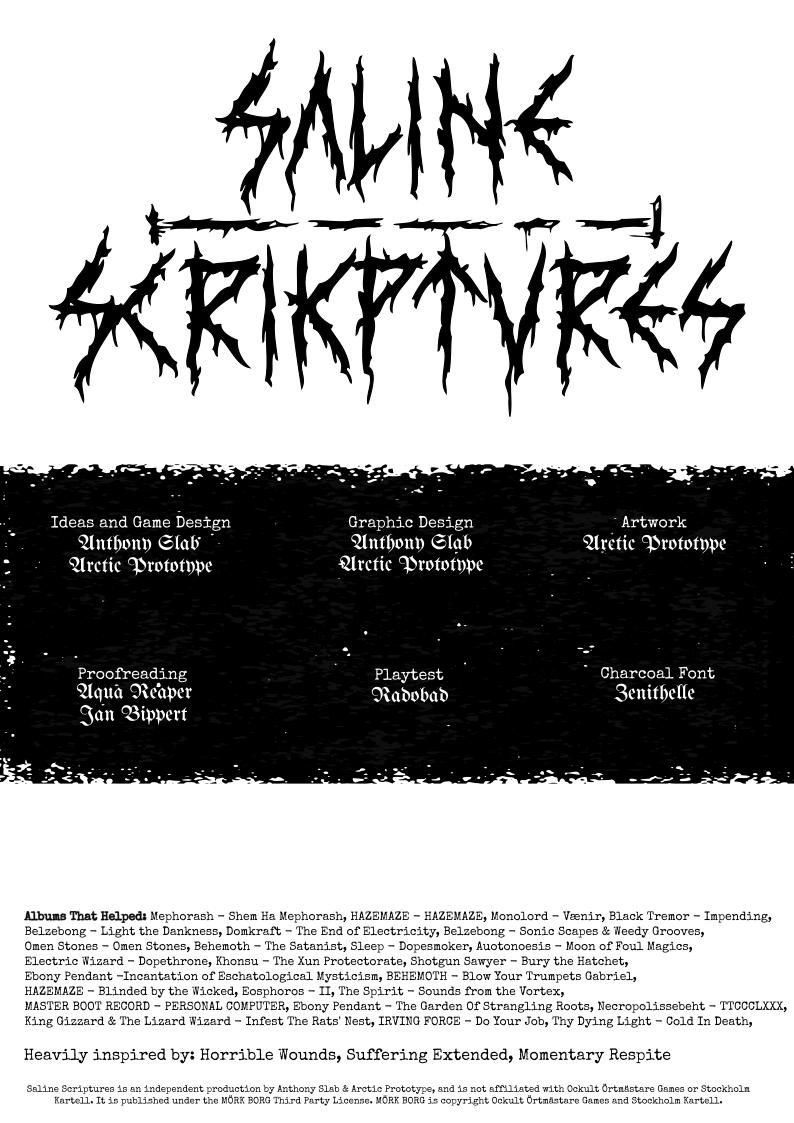 SALINE
SCRIKPTVRES
Ideas and Game Design
Anthony Slab
Arctic Prototype
Graphic Design
Anthony Slab
Arctic Prototype
Artwork
Arctic Prototype
Proofreading
Aqua Reaper
Jan Bippert
Playtest
Radobad
Charcoal Font
Zenithelle
Albums That Helped: Mephorash - Shem Ha Mephorash, HAZEMAZE - HAZEMAZE, Monolord - Vænir, Black Tremor - Impending,
Belzebong - Light the Dankness, Domkraft - The End of Electricity, Belzebong - Sonic Scapes & Weedy Grooves,
Omen Stones - Omen Stones, Behemoth - The Satanist, Sleep - Dopesmoker, Auotonoesis - Moon of Foul Magics,
Electric Wizard - Dopethrone, Khonsu - The Xun Protectorate, Shotgun Sawyer - Bury the Hatchet,
Ebony Pendant -Incantation of Eschatological Mysticism, BEHEMOTH - Blow Your Trumpets Gabriel,
HAZEMAZE - Blinded by the Wicked, Eosphoros - II, The Spirit - Sounds from the Vortex,
MASTER BOOT RECORD - PERSONAL COMPUTER, Ebony Pendant - The Garden Of Strangling Roots, Necropolissebeht - TTCCCLXXX,
King Gizzard & The Lizard Wizard - Infest The Rats' Nest, IRVING FORCE - Do Your Job, Thy Dying Light - Cold In Death,
Heavily inspired by: Horrible Wounds, Suffering Extended, Momentary Respite
Saline Scriptures is an independent production by Anthony Slab & Arctic Prototype, and is not affiliated with Ockult Örtmästare Games or Stockholm
Kartell. It is published under the MÖRK BORG Third Party License. MÖRK BORG is copyright Ockult Örtmästare Games and Stockholm Kartell.